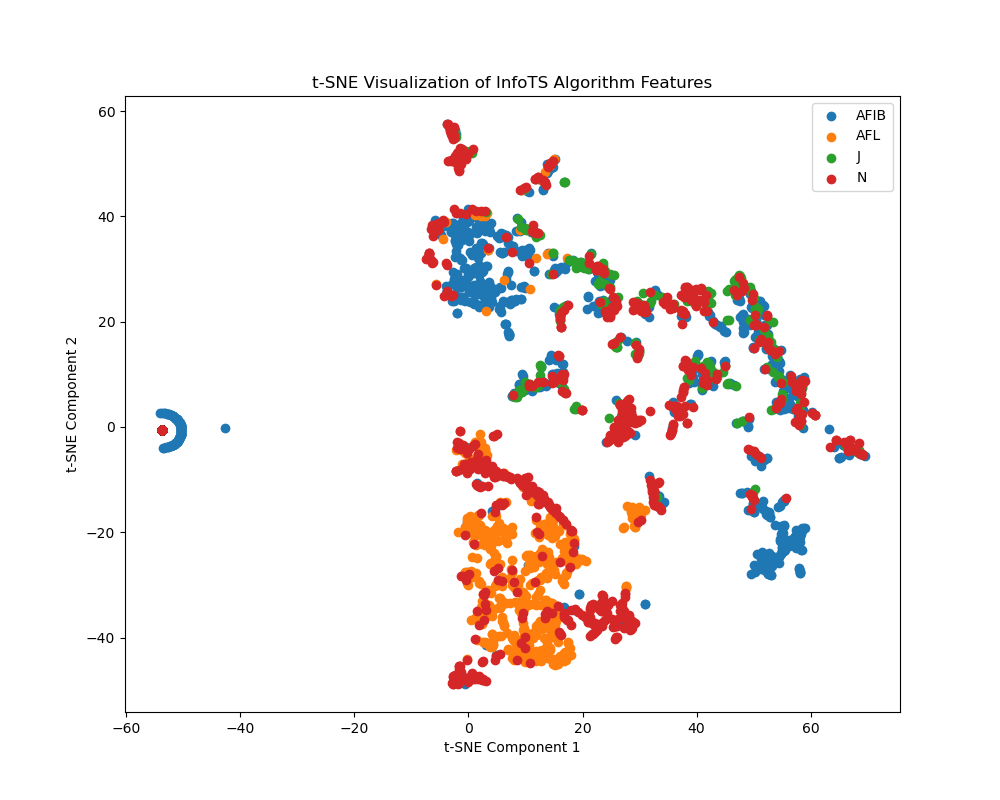 t-SNE Visualization of InfoTS Algorithm Features
60
40
20
0
−20
−40
−60
−40
−20
0
20
40
60
t-SNE Component 1
t-SNE Component 2
AFIB
AFL
J
N